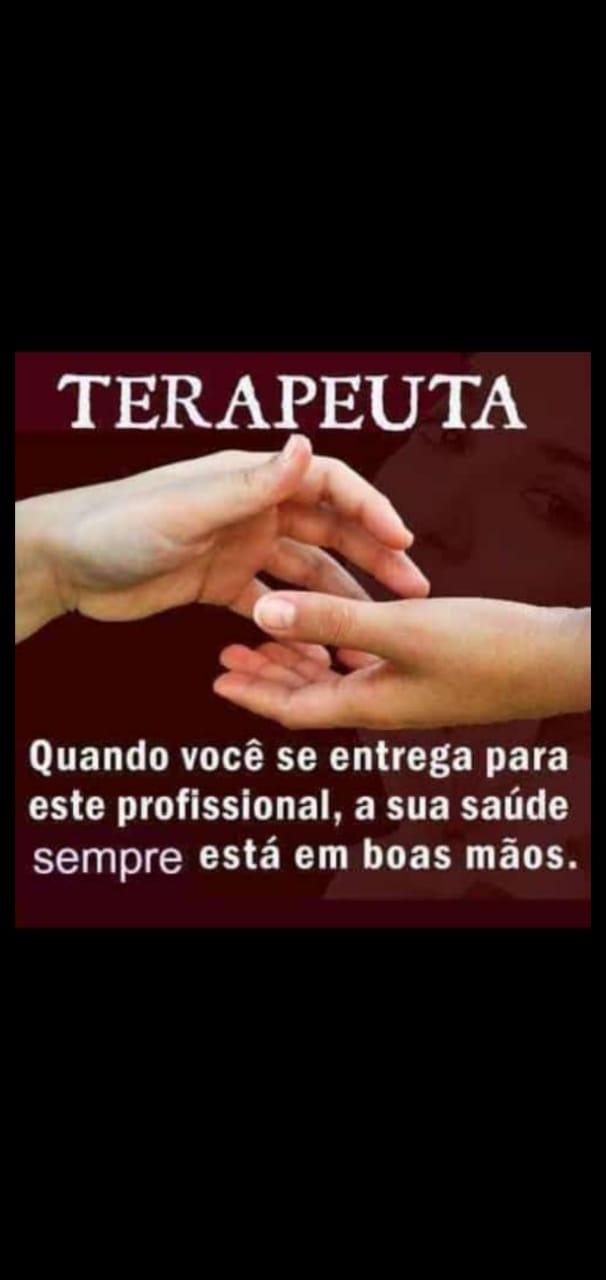 TERAPEUTA
Quando você se entrega para
este profissional, a sua saúde
sempre está em boas mãos.